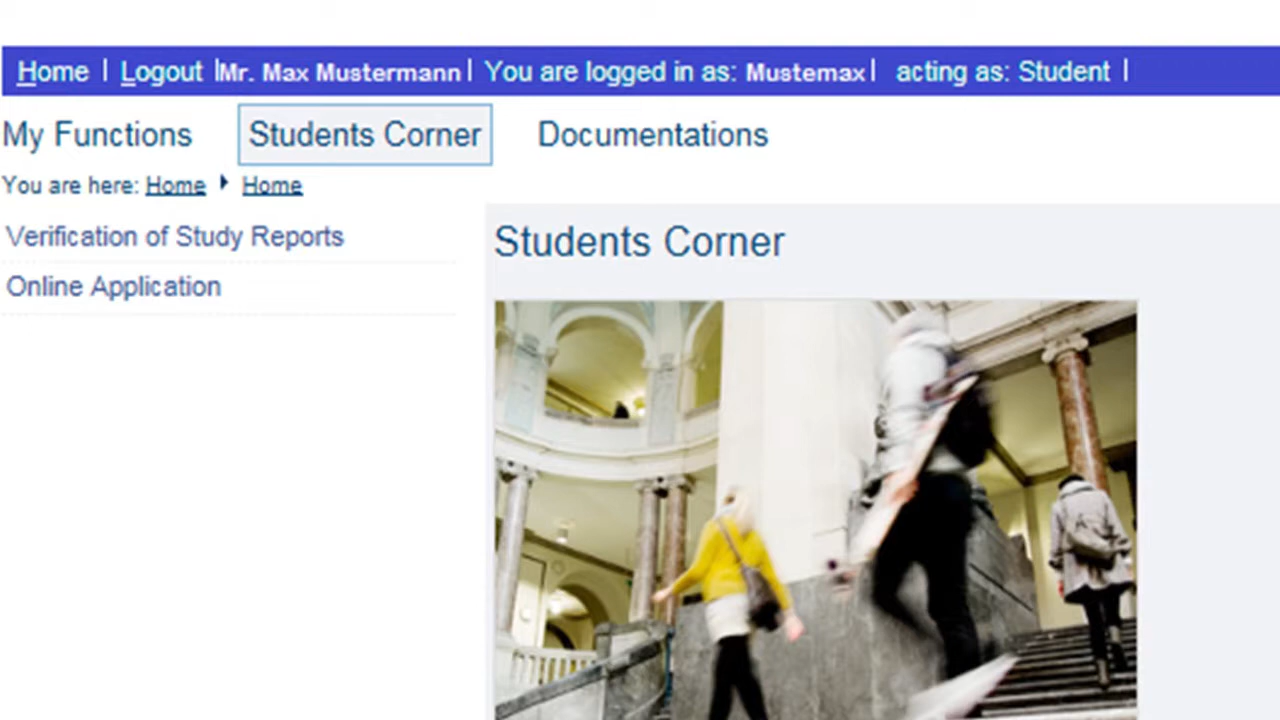 Home | Logout |Mr. Max Mustermann| You are logged in as: Mustemax| acting as: Student |
My Functions Students Corner Documentations
You are here: Home Home
Verification of Study Reports
Students Corner
Online Application